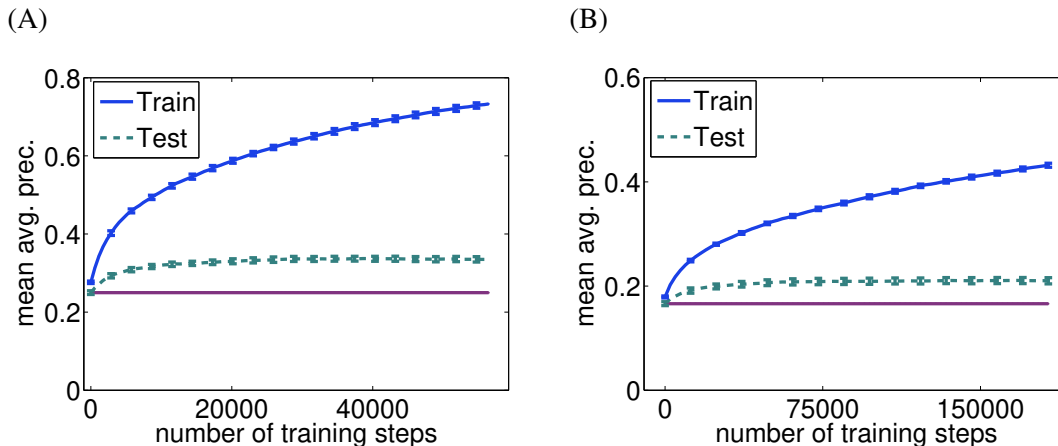 (A)
(B)
0.8
0.6
0.4
0.2
0
mean avg. prec.
Train
Test
0 20000 40000
number of training steps
0.6
0.4
0.2
0
mean avg. prec.
Train
Test
0 75000 150000
number of training steps